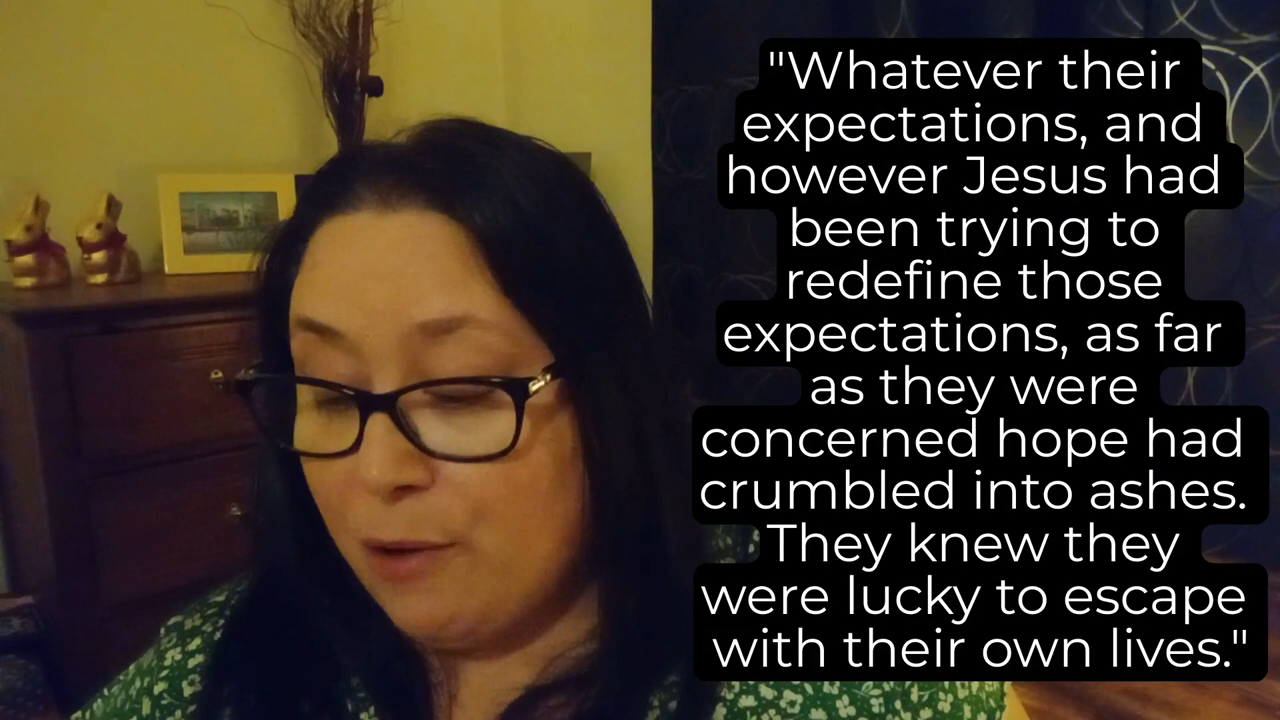 "Whatever their
expectations, and
however Jesus had
been trying to
redefine those
expectations, as far
as they were
concerned hope had
crumbled into ashes.
They knew they
were lucky to escape
with their own lives."